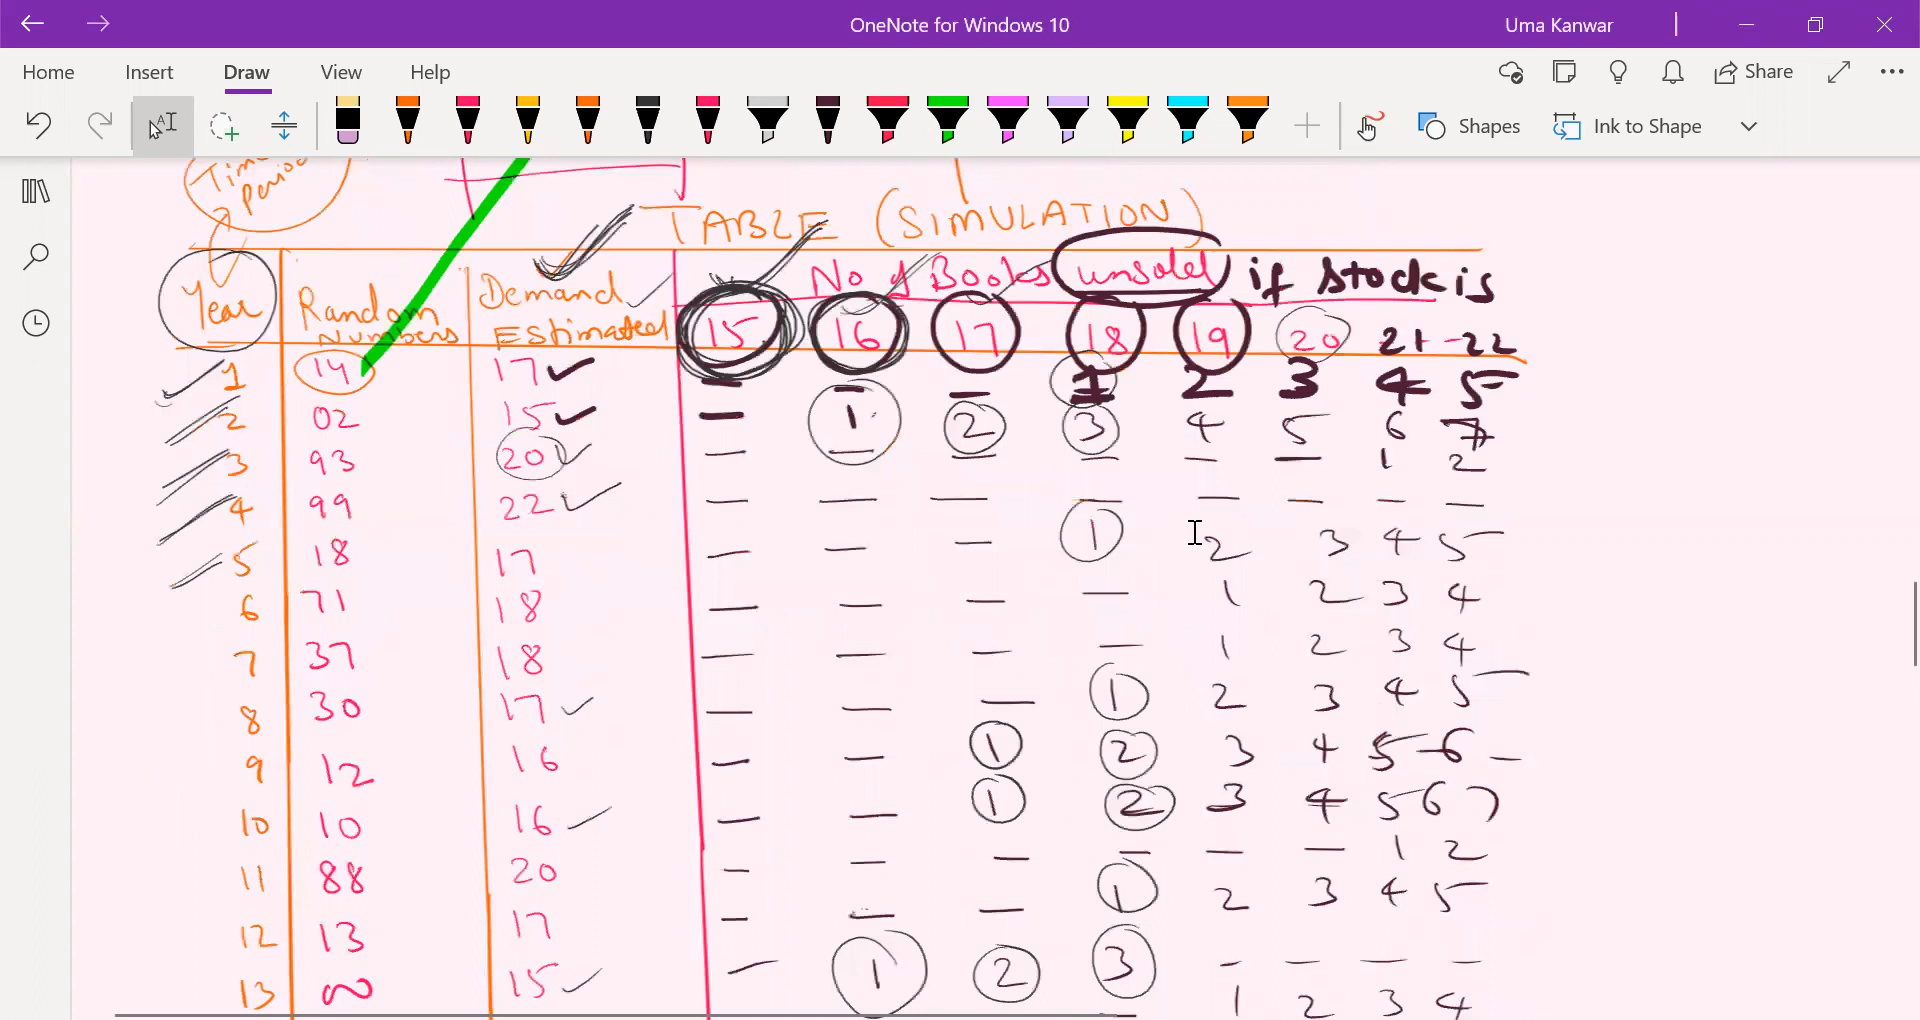 OneNote for Windows 10 Uma Kanwar
Home Insert Draw View Help Share
Shapes Ink to Shape
Time
Period
TABLE (SIMULATION)
Year Random Numbers Demand Estimated No of Books unsold if stock is
15 16 17 18 19 20 21 - 22
1 14 17 — — — 1 2 3 4 5
2 02 15 — 1 2 3 4 5 6 7
3 93 20 — — — — — — 1 2
4 99 22 — — — — — — — —
5 18 17 — — — 1 2 3 4 5
6 71 18 — — — — 1 2 3 4
7 37 18 — — — — 1 2 3 4
8 30 17 — — — 1 2 3 4 5
9 12 16 — — 1 2 3 4 5 6 —
10 10 16 — — 1 2 3 4 5 6 7
11 88 20 — — — — — — 1 2
12 13 17 — — — 1 2 3 4 5
13 00 15 — 1 2 3 — — — —
— 1 2 3 4